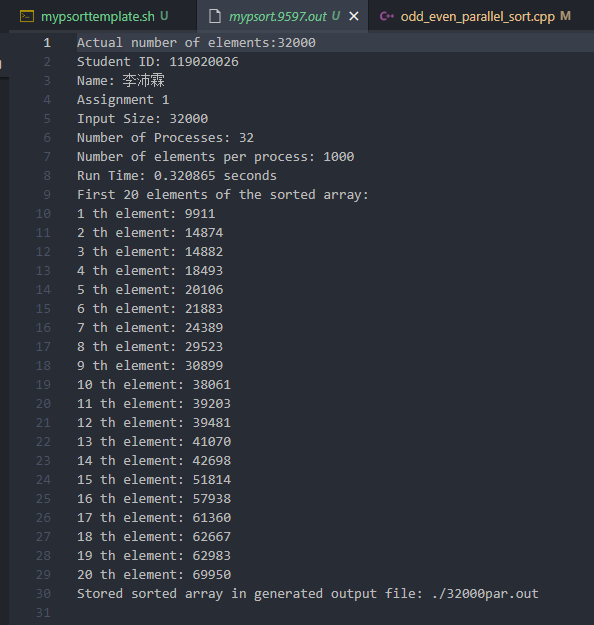 mypsorttemplate.sh U
mypsort.9597.out U
odd_even_parallel_sort.cpp M
1 Actual number of elements:32000
2 Student ID: 119020026
3 Name: 李沛霖
4 Assignment 1
5 Input Size: 32000
6 Number of Processes: 32
7 Number of elements per process: 1000
8 Run Time: 0.320865 seconds
9 First 20 elements of the sorted array:
10 1 th element: 9911
11 2 th element: 14874
12 3 th element: 14882
13 4 th element: 18493
14 5 th element: 20106
15 6 th element: 21883
16 7 th element: 24389
17 8 th element: 29523
18 9 th element: 30899
19 10 th element: 38061
20 11 th element: 39203
21 12 th element: 39481
22 13 th element: 41070
23 14 th element: 42698
24 15 th element: 51814
25 16 th element: 57938
26 17 th element: 61360
27 18 th element: 62667
28 19 th element: 62983
29 20 th element: 69950
30 Stored sorted array in generated output file: ./32000par.out
31